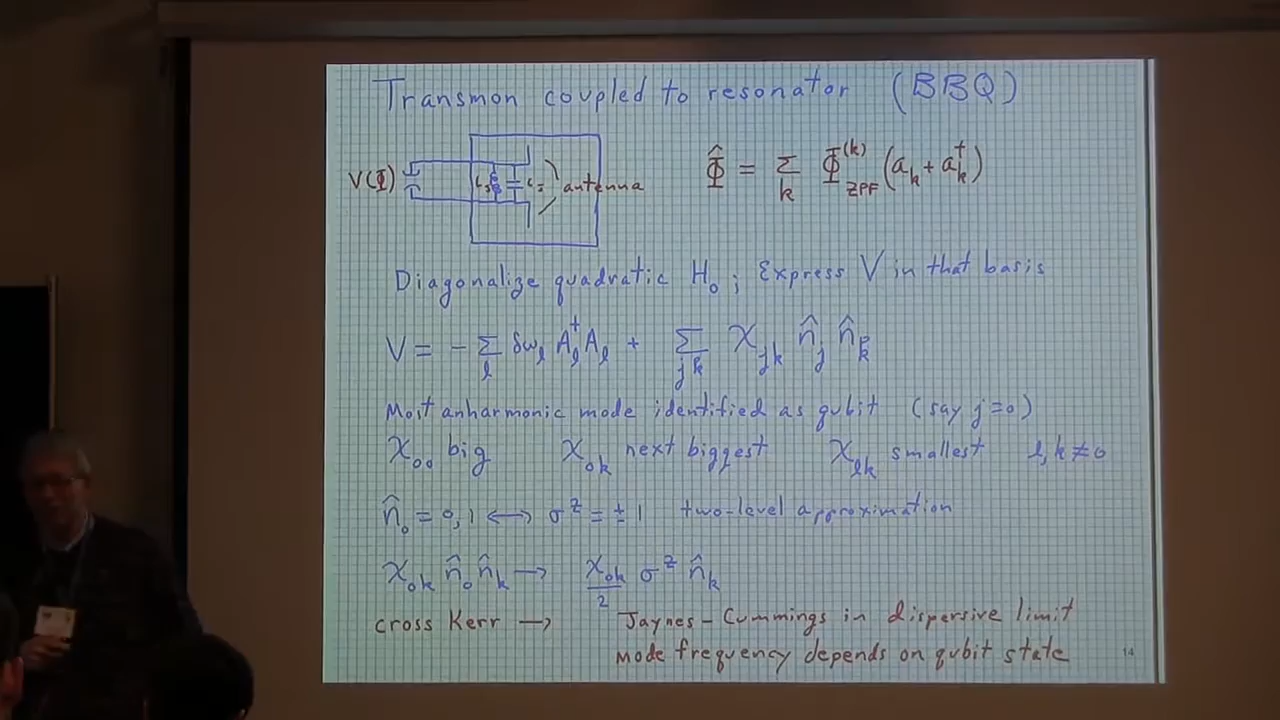 Transmon coupled to resonator (BBQ)
V(Φ) L_J C_J antenna
Φ̂ = Σ_k Φ_ZPF^(k) (a_k + a_k^†)
Diagonalize quadratic H_0 ; Express V in that basis
V = - Σ_l δω_l A_l^† A_l + Σ_jk χ_jk n̂_j n̂_k
Most anharmonic mode identified as qubit (say j=0)
χ_00 big χ_0k next biggest χ_lk smallest l,k≠0
n̂_0 = 0,1 ⟷ σ^z = ±1 two-level approximation
χ_0k n̂_0 n̂_k → χ_0k/2 σ^z n̂_k
cross Kerr → Jaynes-Cummings in dispersive limit
mode frequency depends on qubit state
14